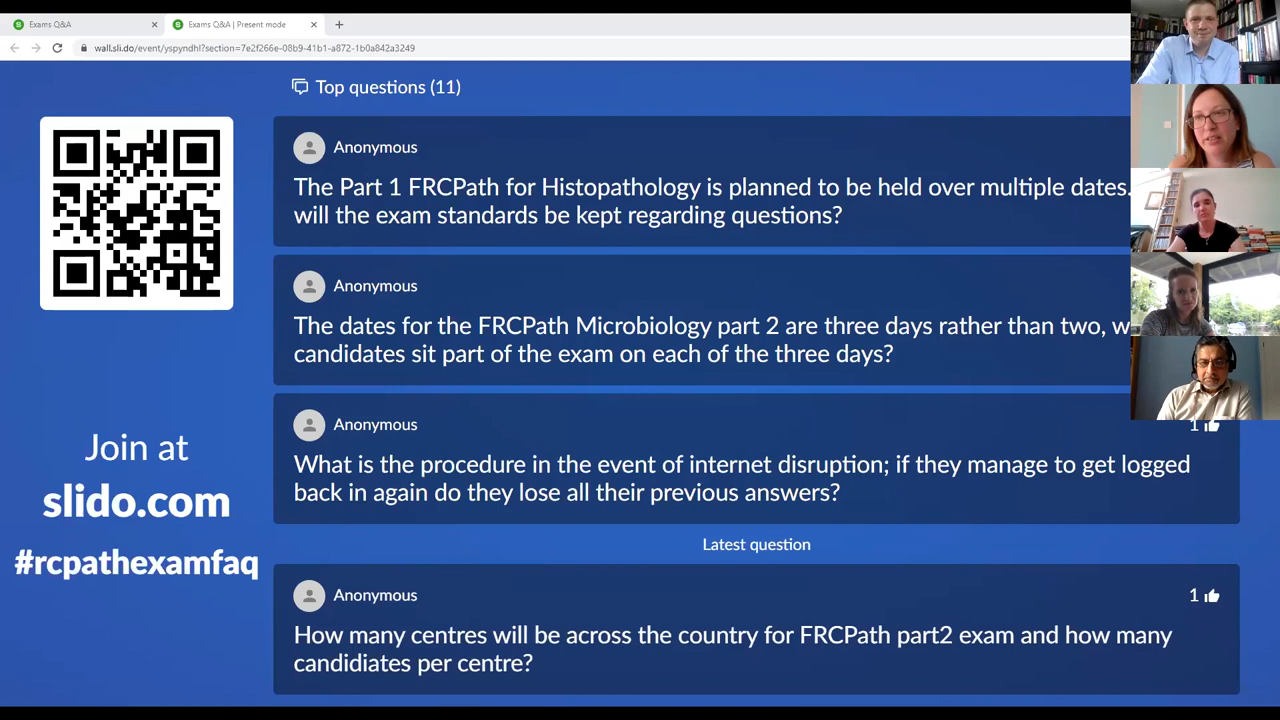 Exams Q&A
Exams Q&A | Present mode
wall.sli.do/event/yspyndhl?section=7e2f266e-08b9-41b1-a872-1b0a842a3249
Top questions (11)
Anonymous
The Part 1 FRCPath for Histopathology is planned to be held over multiple dates.
will the exam standards be kept regarding questions?
Anonymous
The dates for the FRCPath Microbiology part 2 are three days rather than two,
candidates sit part of the exam on each of the three days?
Anonymous
1
What is the procedure in the event of internet disruption; if they manage to get logged
back in again do they lose all their previous answers?
Latest question
Anonymous
1
How many centres will be across the country for FRCPath part2 exam and how many
candidiates per centre?
Join at
slido.com
#rcpathexamfaq